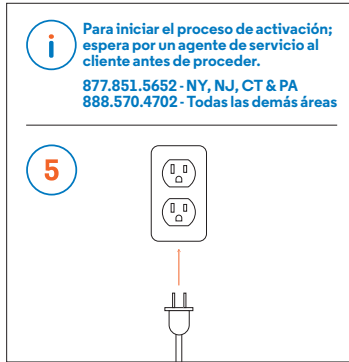 i
Para iniciar el proceso de activación;
espera por un agente de servicio al
cliente antes de proceder.
877.851.5652 - NY, NJ, CT & PA
888.570.4702 - Todas las demás áreas
5